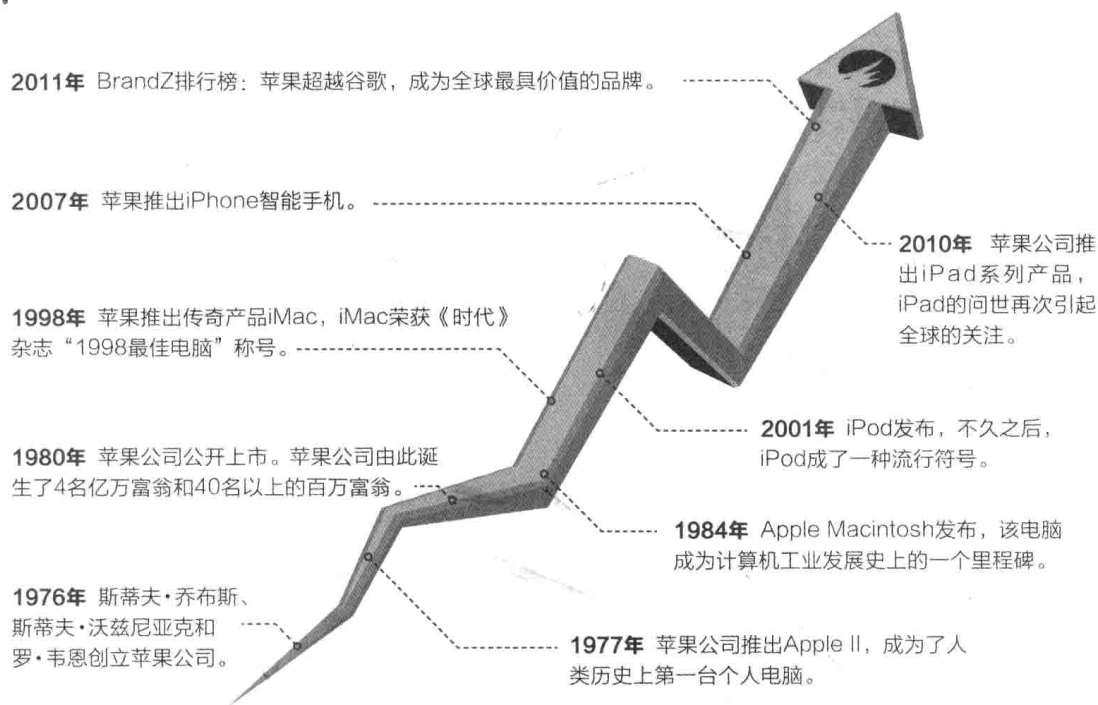 2011年 BrandZ排行榜：苹果超越谷歌，成为全球最具价值的品牌。
2007年 苹果推出iPhone智能手机。
2010年 苹果公司推
出iPad系列产品，
iPad的问世再次引起
全球的关注。
1998年 苹果推出传奇产品iMac，iMac荣获《时代》
杂志“1998最佳电脑”称号。
2001年 iPod发布，不久之后，
iPod成了一种流行符号。
1980年 苹果公司公开上市。苹果公司由此诞
生了4名亿万富翁和40名以上的百万富翁。
1984年 Apple Macintosh发布，该电脑
成为计算机工业发展史上的一个里程碑。
1976年 斯蒂夫·乔布斯、
斯蒂夫·沃兹尼亚克和
罗·韦恩创立苹果公司。
1977年 苹果公司推出Apple II，成为了人
类历史上第一台个人电脑。